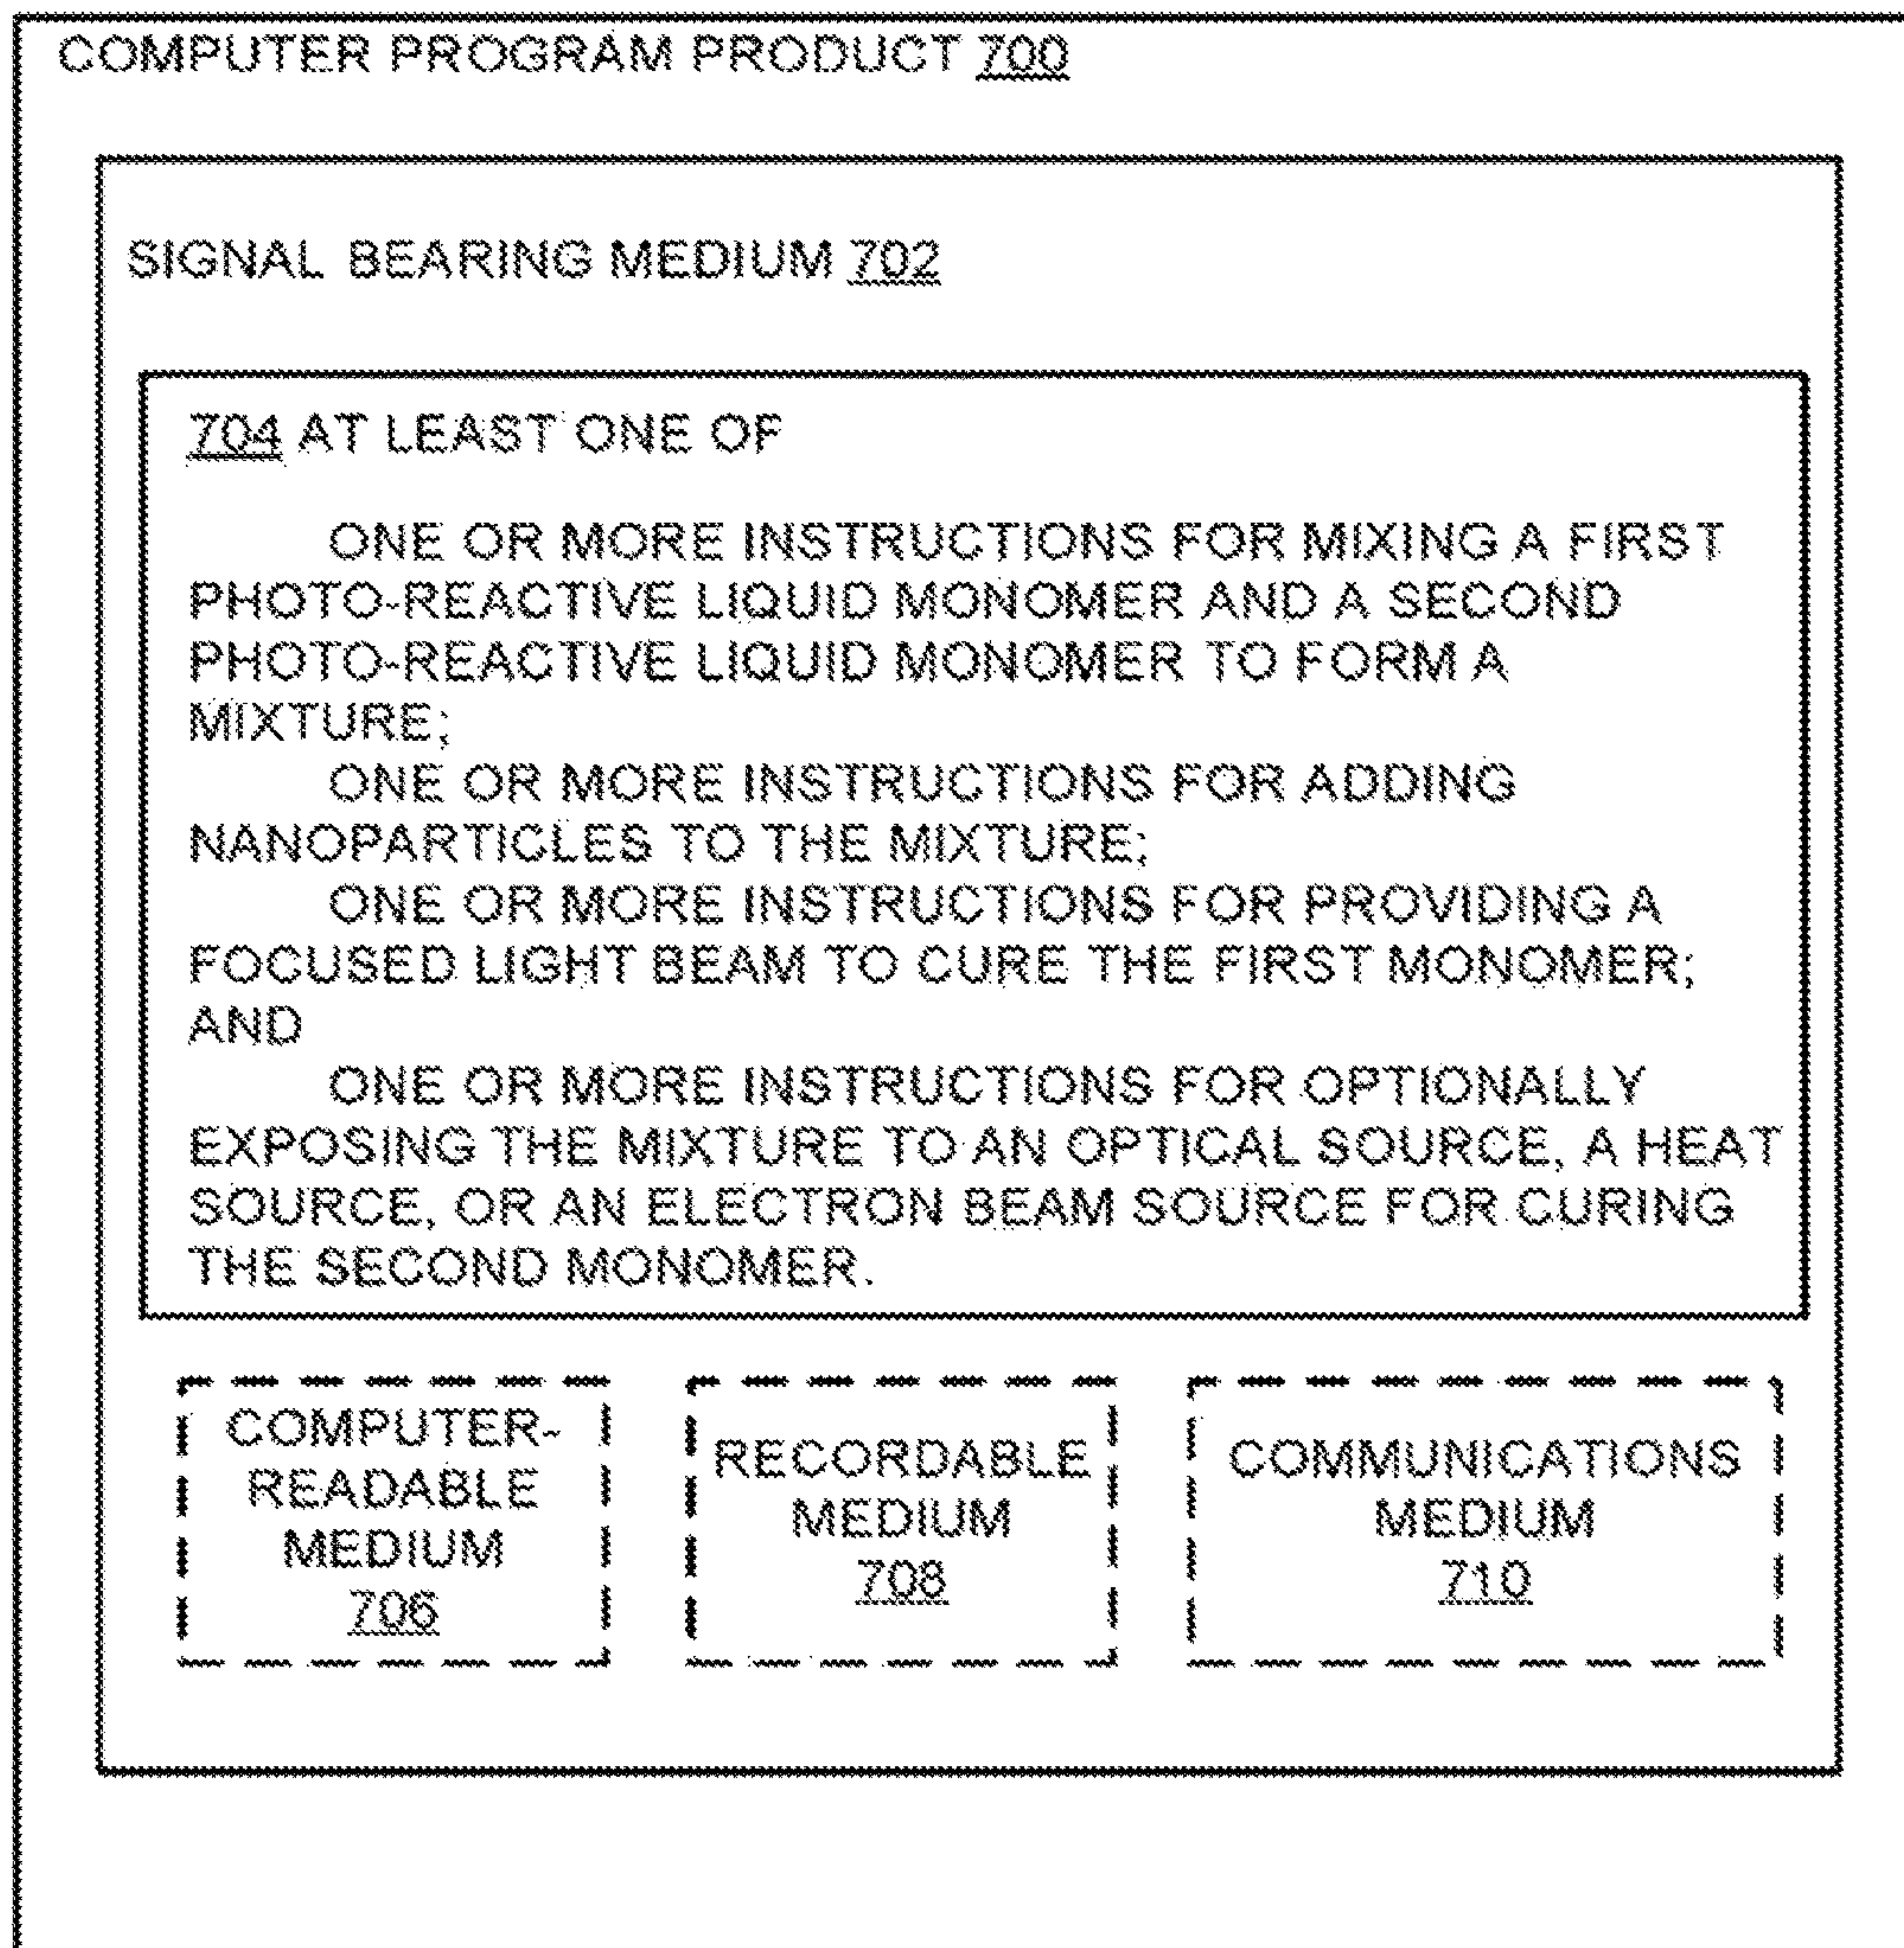 COMPUTER PROGRAM PRODUCT 700
SIGNAL BEARING MEDIUM 702
704 AT LEAST ONE OF
ONE OR MORE INSTRUCTIONS FOR MIXING A FIRST
PHOTO-REACTIVE LIQUID MONOMER AND A SECOND
PHOTO-REACTIVE LIQUID MONOMER TO FORM A
MIXTURE;
ONE OR MORE INSTRUCTIONS FOR ADDING
NANOPARTICLES TO THE MIXTURE;
ONE OR MORE INSTRUCTIONS FOR PROVIDING A
FOCUSED LIGHT BEAM TO CURE THE FIRST MONOMER;
AND
ONE OR MORE INSTRUCTIONS FOR OPTIONALLY
EXPOSING THE MIXTURE TO AN OPTICAL SOURCE, A HEAT
SOURCE, OR AN ELECTRON BEAM SOURCE FOR CURING
THE SECOND MONOMER.
COMPUTER-
READABLE
MEDIUM
706
RECORDABLE
MEDIUM
708
COMMUNICATIONS
MEDIUM
710